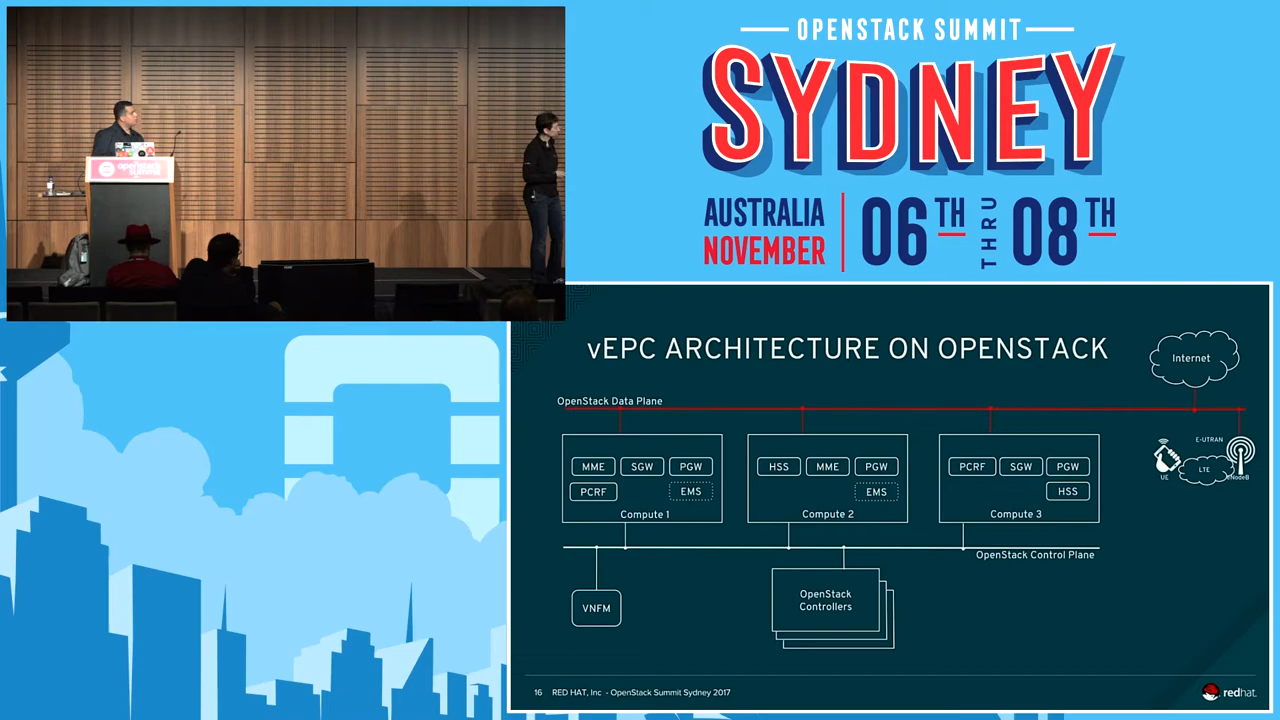 OPENSTACK SUMMIT
SYDNEY
AUSTRALIA
NOVEMBER
06TH
THRU
08TH
openstack
summit
vEPC ARCHITECTURE ON OPENSTACK
Internet
OpenStack Data Plane
E-UTRAN
LTE
UE
eNodeB
MME SGW PGW
PCRF EMS
Compute 1
HSS MME PGW
EMS
Compute 2
PCRF SGW PGW
HSS
Compute 3
OpenStack Control Plane
VNFM
OpenStack
Controllers
16 RED HAT, Inc - OpenStack Summit Sydney 2017
redhat.